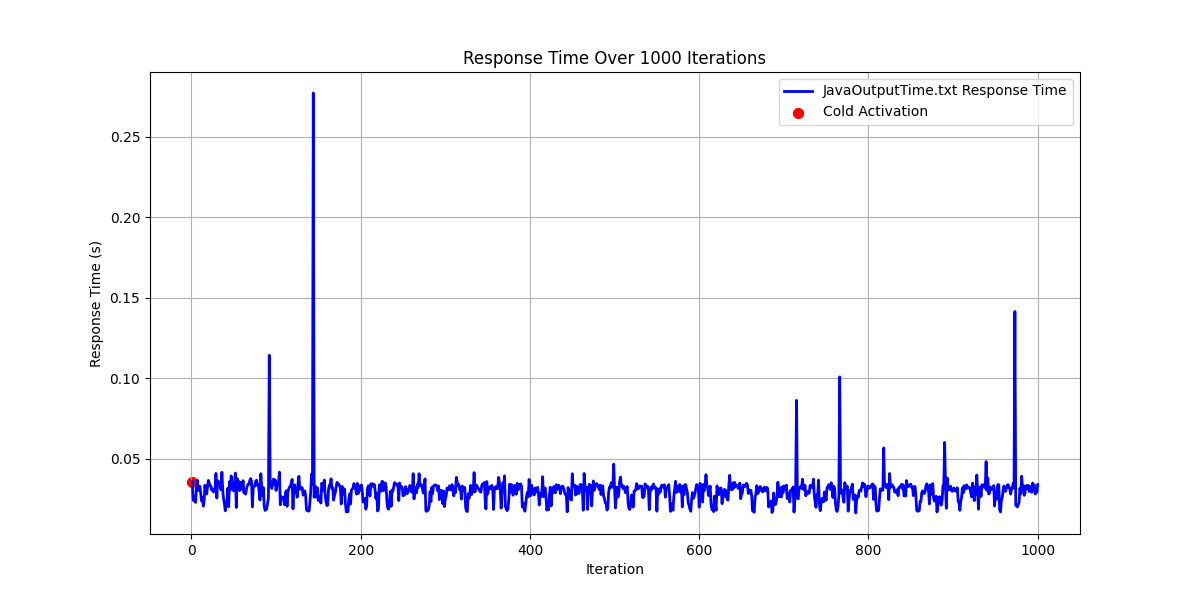 Response Time Over 1000 Iterations
JavaOutputTime.txt Response Time
Cold Activation
Response Time (s)
0.25
0.20
0.15
0.10
0.05
0 200 400 600 800 1000
Iteration